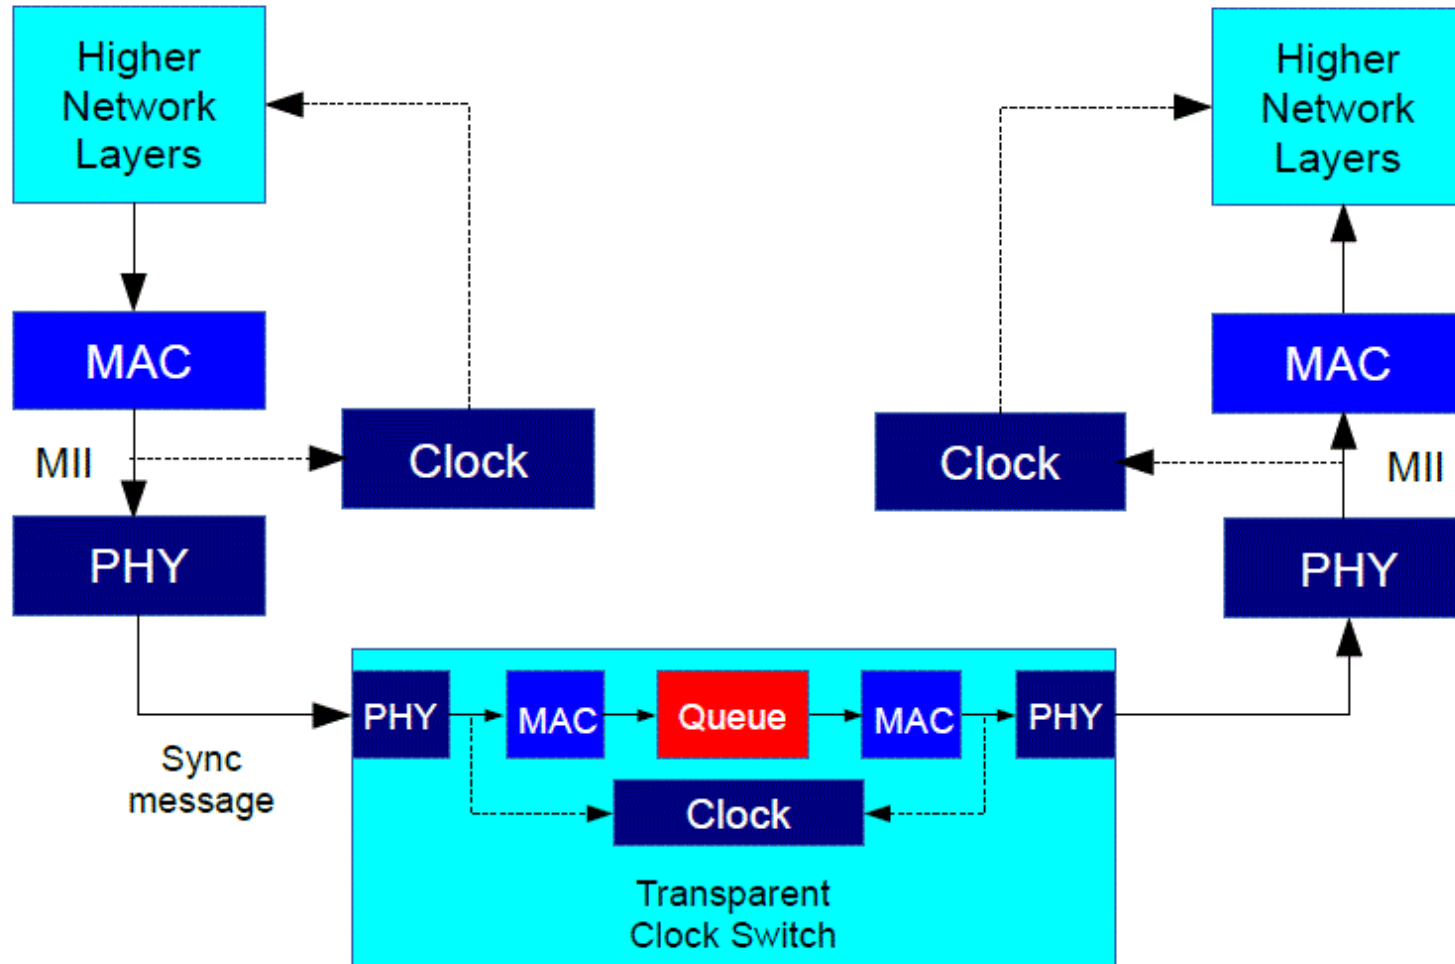 Higher
Network
Layers
Higher
Network
Layers
MAC
MAC
MII
Clock
Clock
MII
PHY
PHY
PHY
MAC
Queue
MAC
PHY
Sync
message
Clock
Transparent
Clock Switch